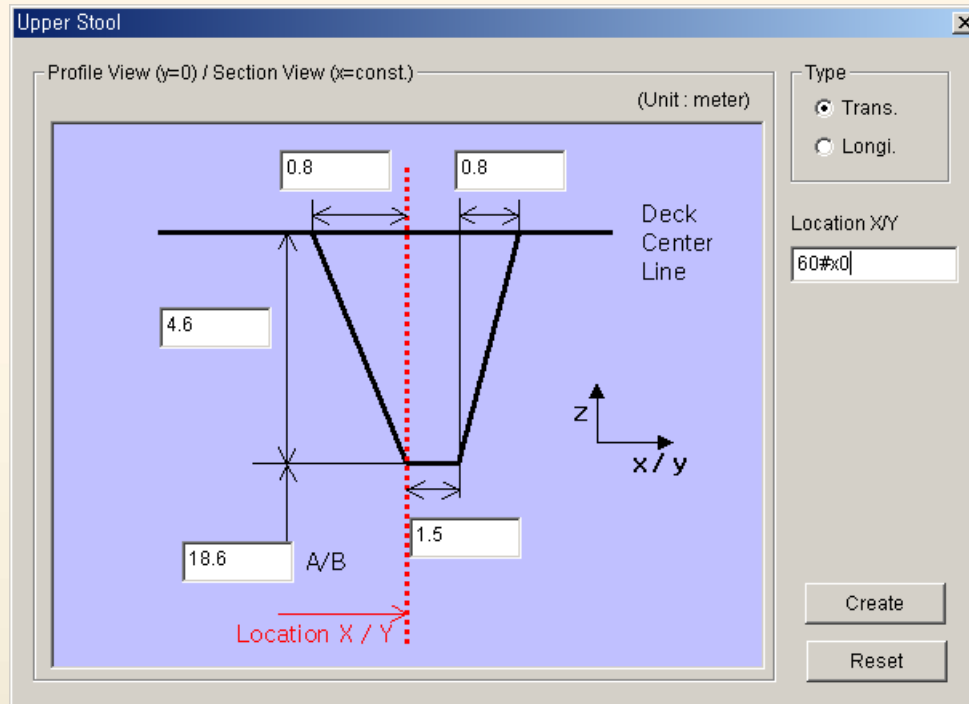 Upper Stool
Profile View (y=0) / Section View (x=const.)
(Unit : meter)
0.8
0.8
Deck
Center
Line
4.6
z
x / y
1.5
18.6
A/B
Location X / Y
Type
Trans.
Longi.
Location X/Y
60#x0
Create
Reset